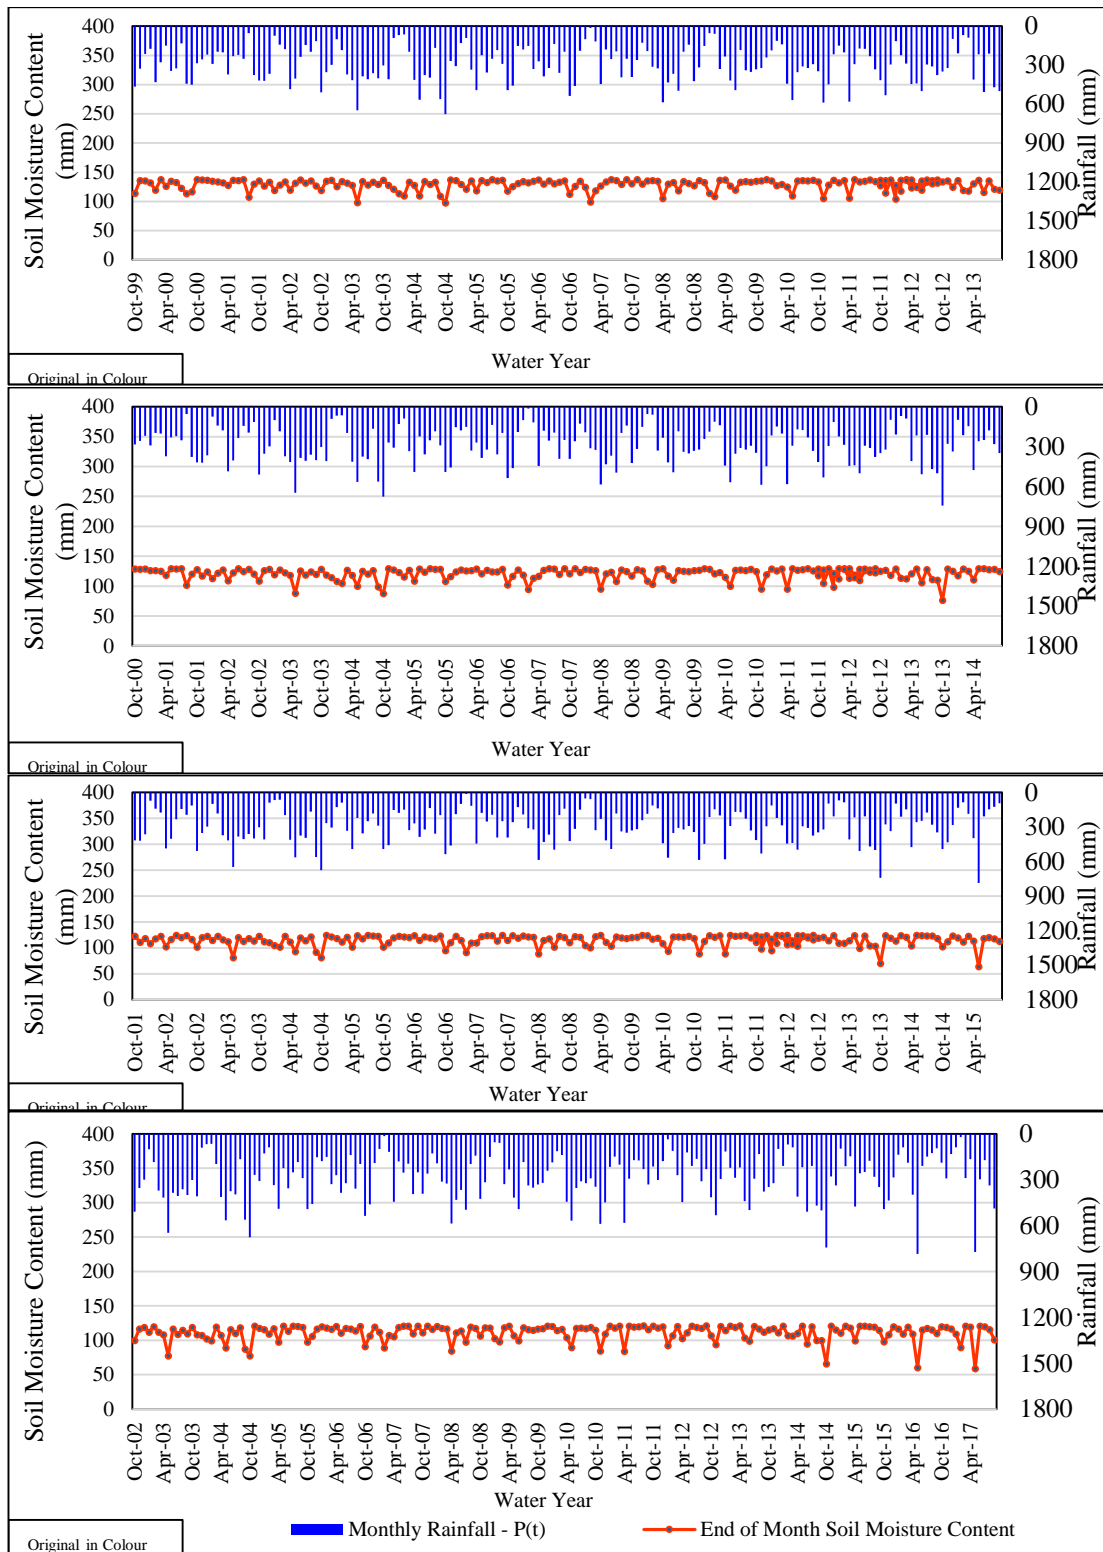 Soil Moisture Content
(mm)
400
350
300
250
200
150
100
50
0
0
300
600
900
1200
1500
1800
Rainfall (mm)
Oct-99
Apr-00
Oct-00
Apr-01
Oct-01
Apr-02
Oct-02
Apr-03
Oct-03
Apr-04
Oct-04
Apr-05
Oct-05
Apr-06
Oct-06
Apr-07
Oct-07
Apr-08
Oct-08
Apr-09
Oct-09
Apr-10
Oct-10
Apr-11
Oct-11
Apr-12
Oct-12
Apr-13
Water Year
Original in Colour
Soil Moisture Content
(mm)
400
350
300
250
200
150
100
50
0
0
300
600
900
1200
1500
1800
Rainfall (mm)
Oct-00
Apr-01
Oct-01
Apr-02
Oct-02
Apr-03
Oct-03
Apr-04
Oct-04
Apr-05
Oct-05
Apr-06
Oct-06
Apr-07
Oct-07
Apr-08
Oct-08
Apr-09
Oct-09
Apr-10
Oct-10
Apr-11
Oct-11
Apr-12
Oct-12
Apr-13
Oct-13
Apr-14
Water Year
Original in Colour
Soil Moisture Content
(mm)
400
350
300
250
200
150
100
50
0
0
300
600
900
1200
1500
1800
Rainfall (mm)
Oct-01
Apr-02
Oct-02
Apr-03
Oct-03
Apr-04
Oct-04
Apr-05
Oct-05
Apr-06
Oct-06
Apr-07
Oct-07
Apr-08
Oct-08
Apr-09
Oct-09
Apr-10
Oct-10
Apr-11
Oct-11
Apr-12
Oct-12
Apr-13
Oct-13
Apr-14
Oct-14
Apr-15
Water Year
Original in Colour
Soil Moisture Content (mm)
400
350
300
250
200
150
100
50
0
0
300
600
900
1200
1500
1800
Rainfall (mm)
Oct-02
Apr-03
Oct-03
Apr-04
Oct-04
Apr-05
Oct-05
Apr-06
Oct-06
Apr-07
Oct-07
Apr-08
Oct-08
Apr-09
Oct-09
Apr-10
Oct-10
Apr-11
Oct-11
Apr-12
Oct-12
Apr-13
Oct-13
Apr-14
Oct-14
Apr-15
Oct-15
Apr-16
Oct-16
Apr-17
Water Year
Monthly Rainfall - P(t)
End of Month Soil Moisture Content
Original in Colour